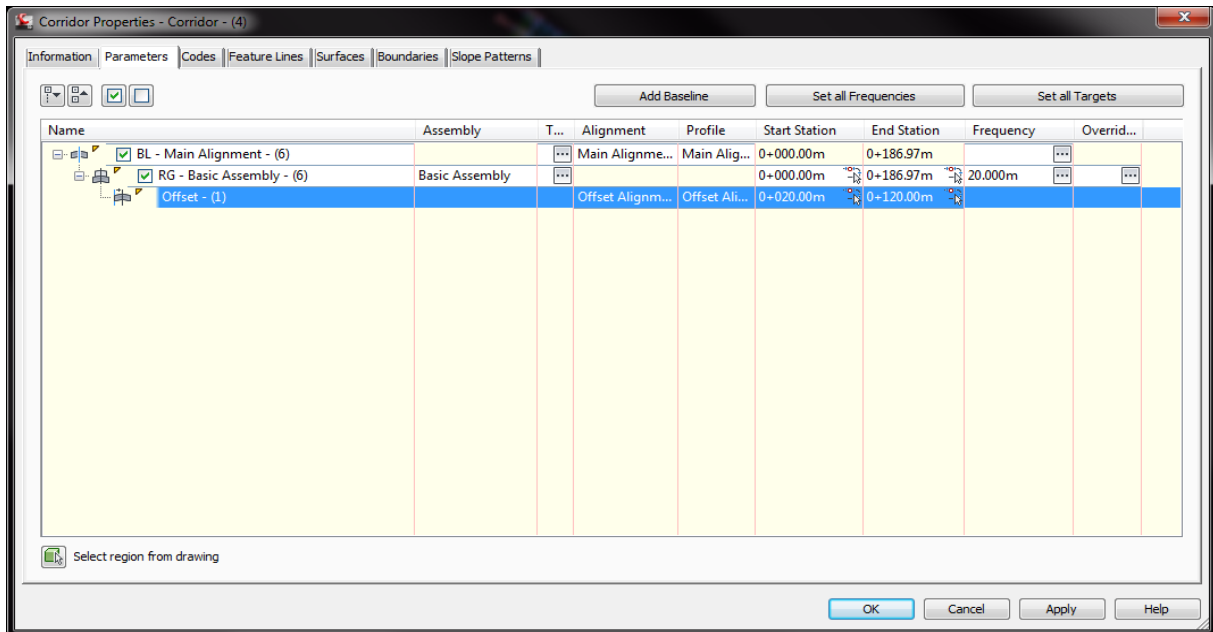 Corridor Properties - Corridor - (4)
Information Parameters Codes Feature Lines Surfaces Boundaries Slope Patterns
Add Baseline Set all Frequencies Set all Targets
Name Assembly T... Alignment Profile Start Station End Station Frequency Overrid...
BL - Main Alignment - (6) ... Main Alignme... Main Alig... 0+000.00m 0+186.97m ...
RG - Basic Assembly - (6) Basic Assembly ... 0+000.00m 0+186.97m 20.000m ... ...
Offset - (1) Offset Alignm... Offset Ali... 0+020.00m 0+120.00m
Select region from drawing
OK Cancel Apply Help